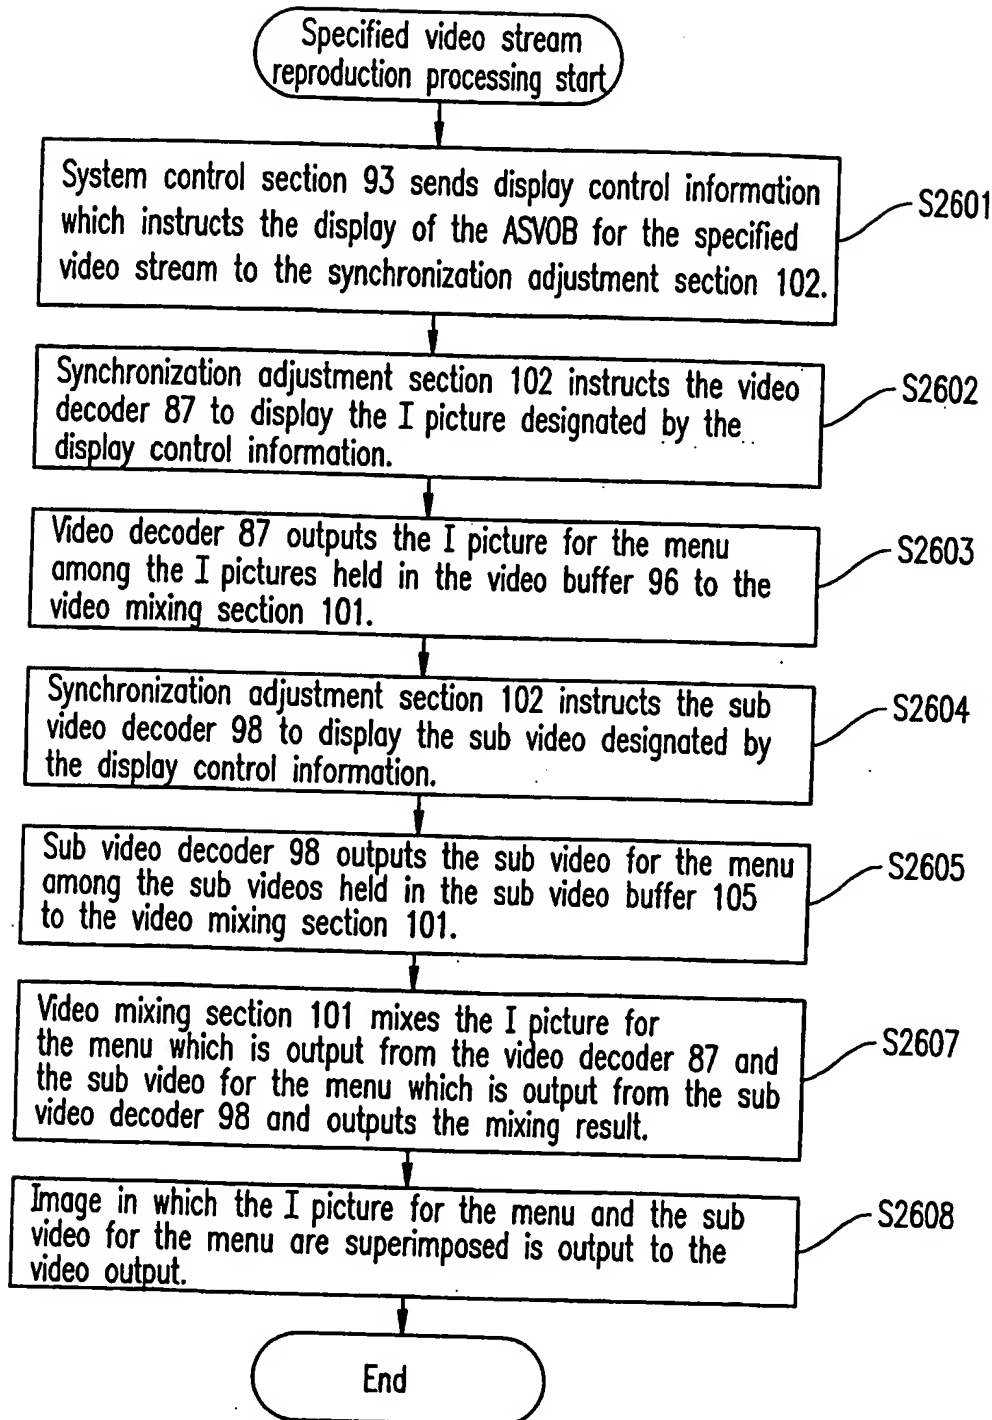 Specified video stream
reproduction processing start
System control section 93 sends display control information
which instructs the display of the ASVOB for the specified
video stream to the synchronization adjustment section 102.
S2601
Synchronization adjustment section 102 instructs the video
decoder 87 to display the I picture designated by the
display control information.
S2602
Video decoder 87 outputs the I picture for the menu
among the I pictures held in the video buffer 96 to the
video mixing section 101.
S2603
Synchronization adjustment section 102 instructs the sub
video decoder 98 to display the sub video designated by
the display control information.
S2604
Sub video decoder 98 outputs the sub video for the menu
among the sub videos held in the sub video buffer 105
to the video mixing section 101.
S2605
Video mixing section 101 mixes the I picture for
the menu which is output from the video decoder 87 and
the sub video for the menu which is output from the sub
video decoder 98 and outputs the mixing result.
S2607
Image in which the I picture for the menu and the sub
video for the menu are superimposed is output to the
video output.
S2608
End